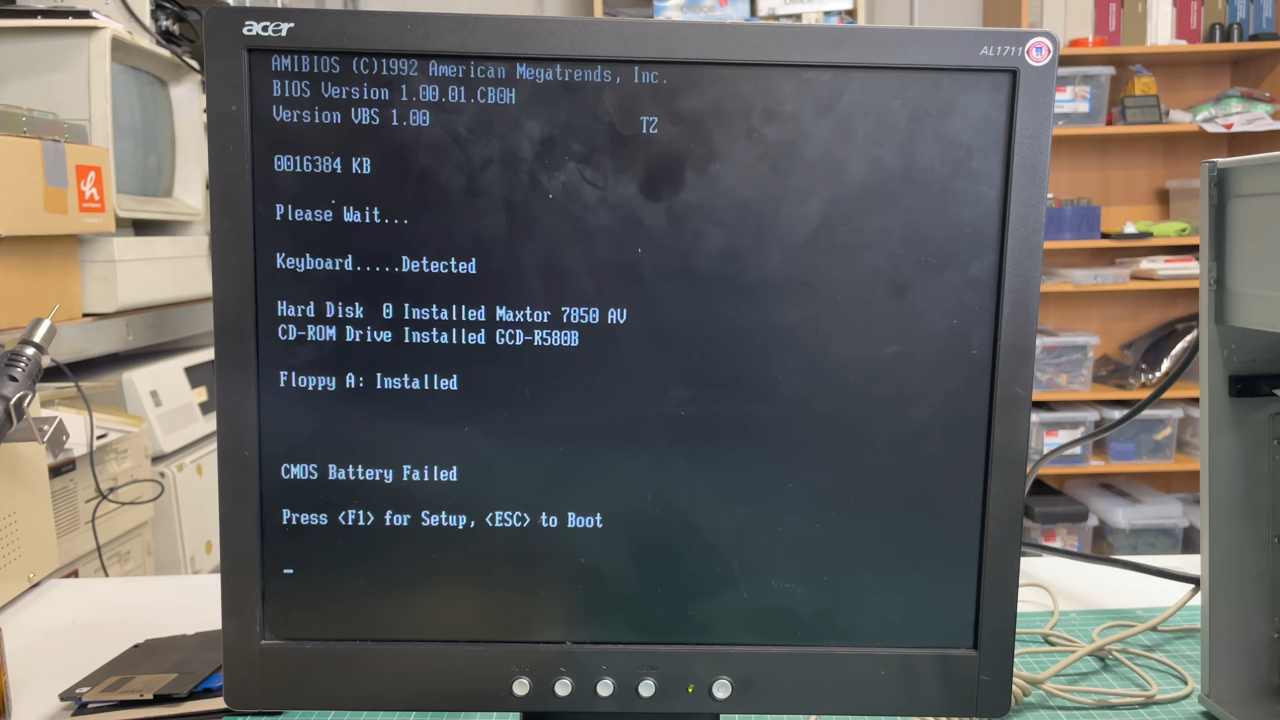 acer
AL1711
AMIBIOS (C)1992 American Megatrends, Inc.
BIOS Version 1.00.01.CB0H
Version VBS 1.00
TZ
0016384 KB
Please Wait...
Keyboard.....Detected
Hard Disk 0 Installed Maxtor 7850 AV
CD-ROM Drive Installed GCD-R580B
Floppy A: Installed
CMOS Battery Failed
Press <F1> for Setup, <ESC> to Boot
_